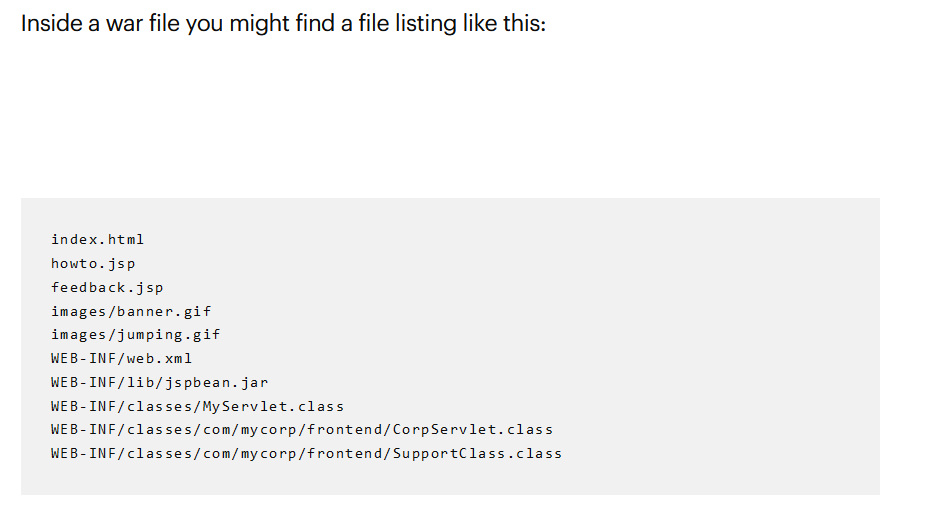 Inside a war file you might find a file listing like this:
index.html
howto.jsp
feedback.jsp
images/banner.gif
images/jumping.gif
WEB-INF/web.xml
WEB-INF/lib/jspbean.jar
WEB-INF/classes/MyServlet.class
WEB-INF/classes/com/mycorp/frontend/CorpServlet.class
WEB-INF/classes/com/mycorp/frontend/SupportClass.class